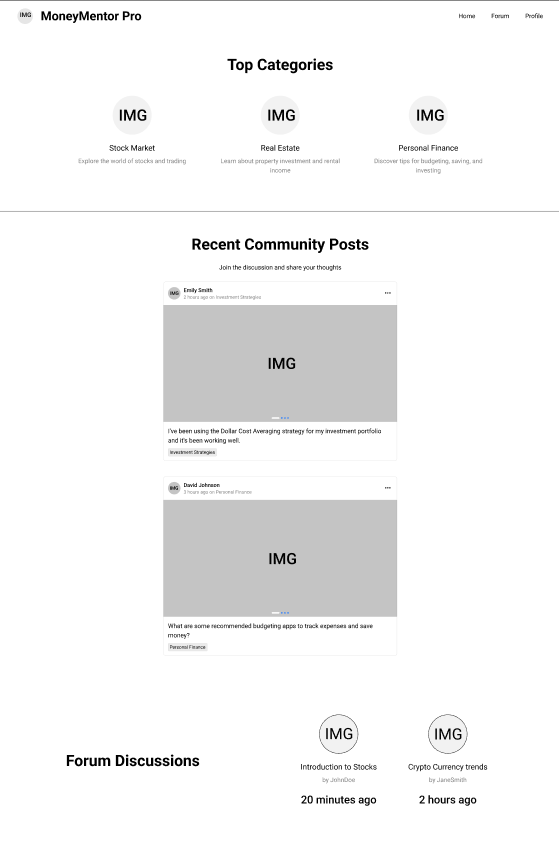 IMG MoneyMentor Pro Home Forum Profile
Top Categories
IMG IMG IMG
Stock Market Real Estate Personal Finance
Explore the world of stocks and trading Learn about property investment and rental Discover tips for budgeting, saving, and
income investing
Recent Community Posts
Join the discussion and share your thoughts
IMG Emily Smith
2 hours ago on Investment Strategies
IMG
I've been using the Dollar Cost Averaging strategy for my investment portfolio
and it's been working well.
Investment Strategies
IMG David Johnson
3 hours ago on Personal Finance
IMG
What are some recommended budgeting apps to track expenses and save
money?
Personal Finance
Forum Discussions
IMG IMG
Introduction to Stocks Crypto Currency trends
by JohnDoe by JaneSmith
20 minutes ago 2 hours ago